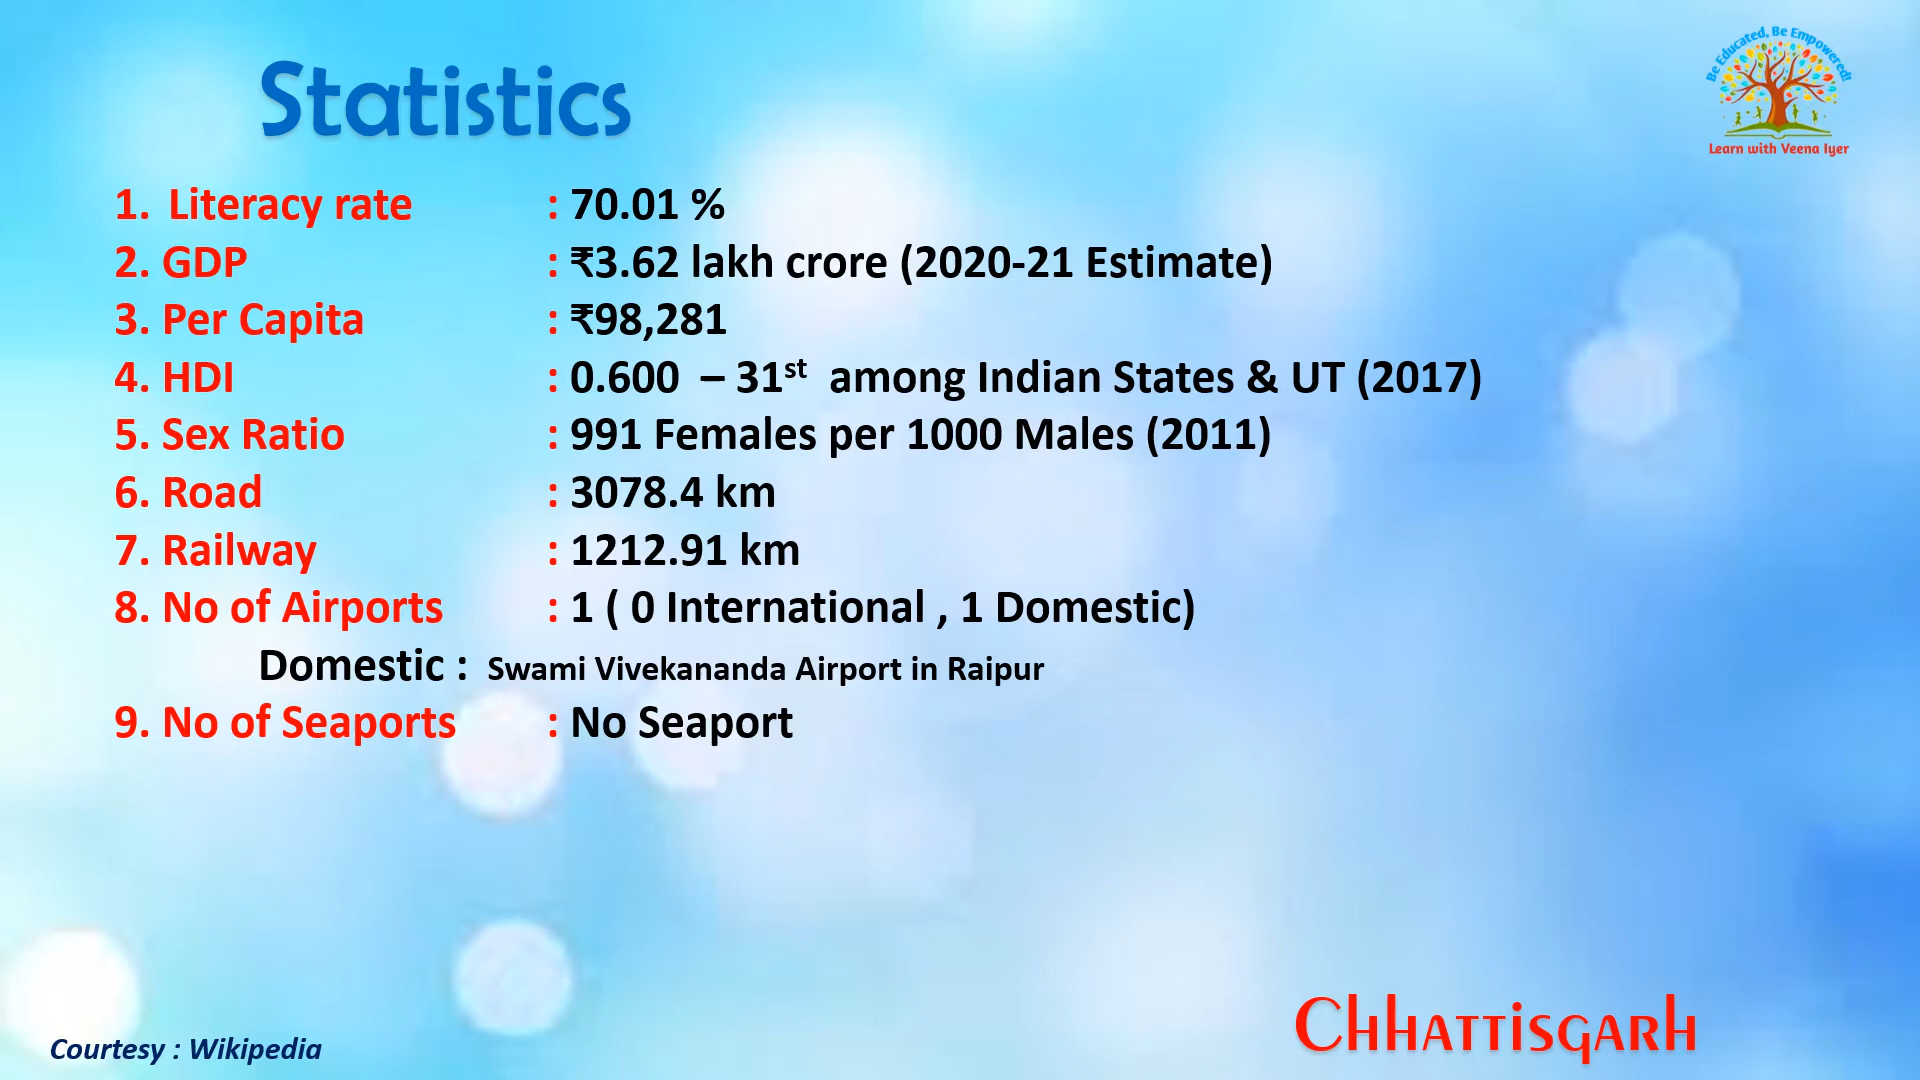 Statistics
Be Educated, Be Empowered!
Learn with Veena Iyer
1. Literacy rate : 70.01 %
2. GDP : ₹3.62 lakh crore (2020-21 Estimate)
3. Per Capita : ₹98,281
4. HDI : 0.600 – 31st among Indian States & UT (2017)
5. Sex Ratio : 991 Females per 1000 Males (2011)
6. Road : 3078.4 km
7. Railway : 1212.91 km
8. No of Airports : 1 ( 0 International , 1 Domestic)
Domestic : Swami Vivekananda Airport in Raipur
9. No of Seaports : No Seaport
Chhattisgarh
Courtesy : Wikipedia